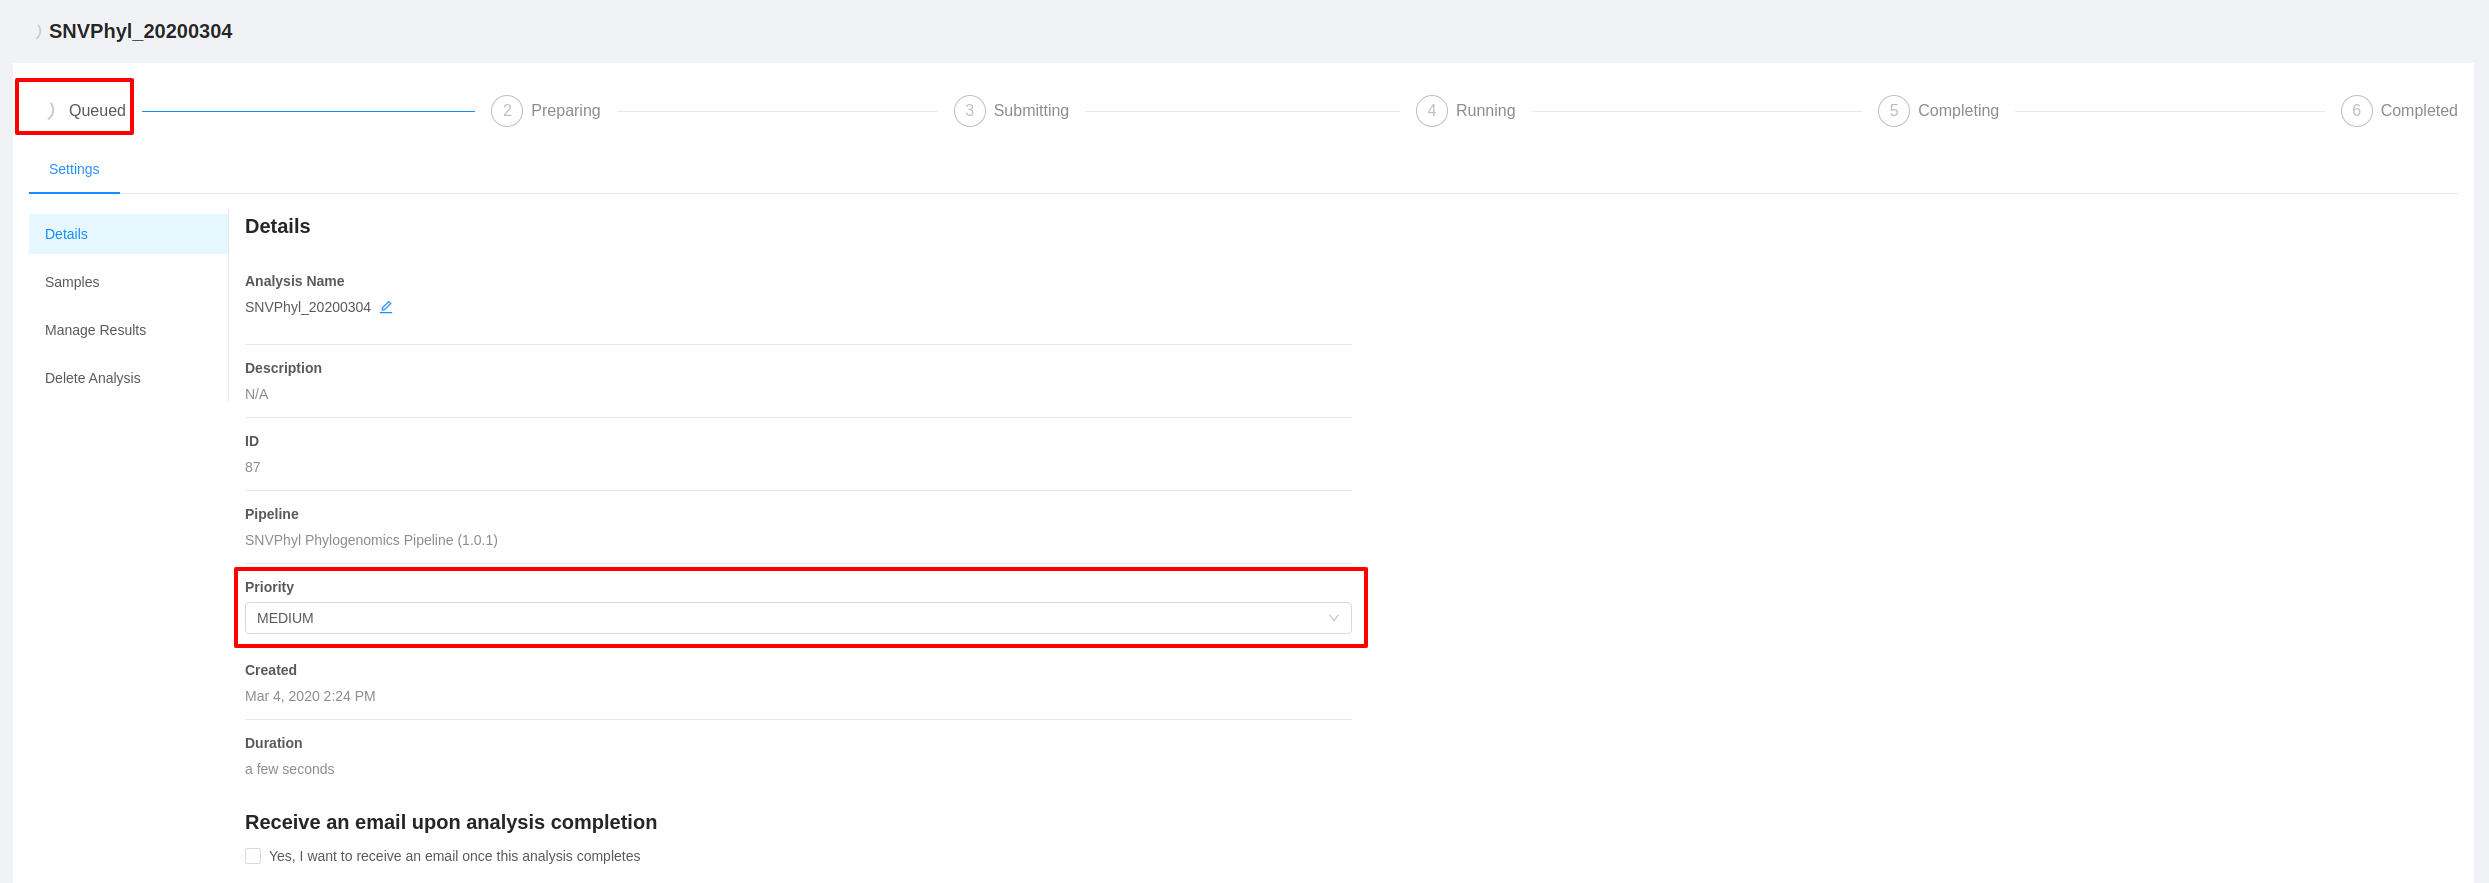 SNVPhyl_20200304
Queued 2 Preparing 3 Submitting 4 Running 5 Completing 6 Completed
Settings
Details
Samples
Manage Results
Delete Analysis
Details
Analysis Name
SNVPhyl_20200304
Description
N/A
ID
87
Pipeline
SNVPhyl Phylogenomics Pipeline (1.0.1)
Priority
MEDIUM
Created
Mar 4, 2020 2:24 PM
Duration
a few seconds
Receive an email upon analysis completion
Yes, I want to receive an email once this analysis completes